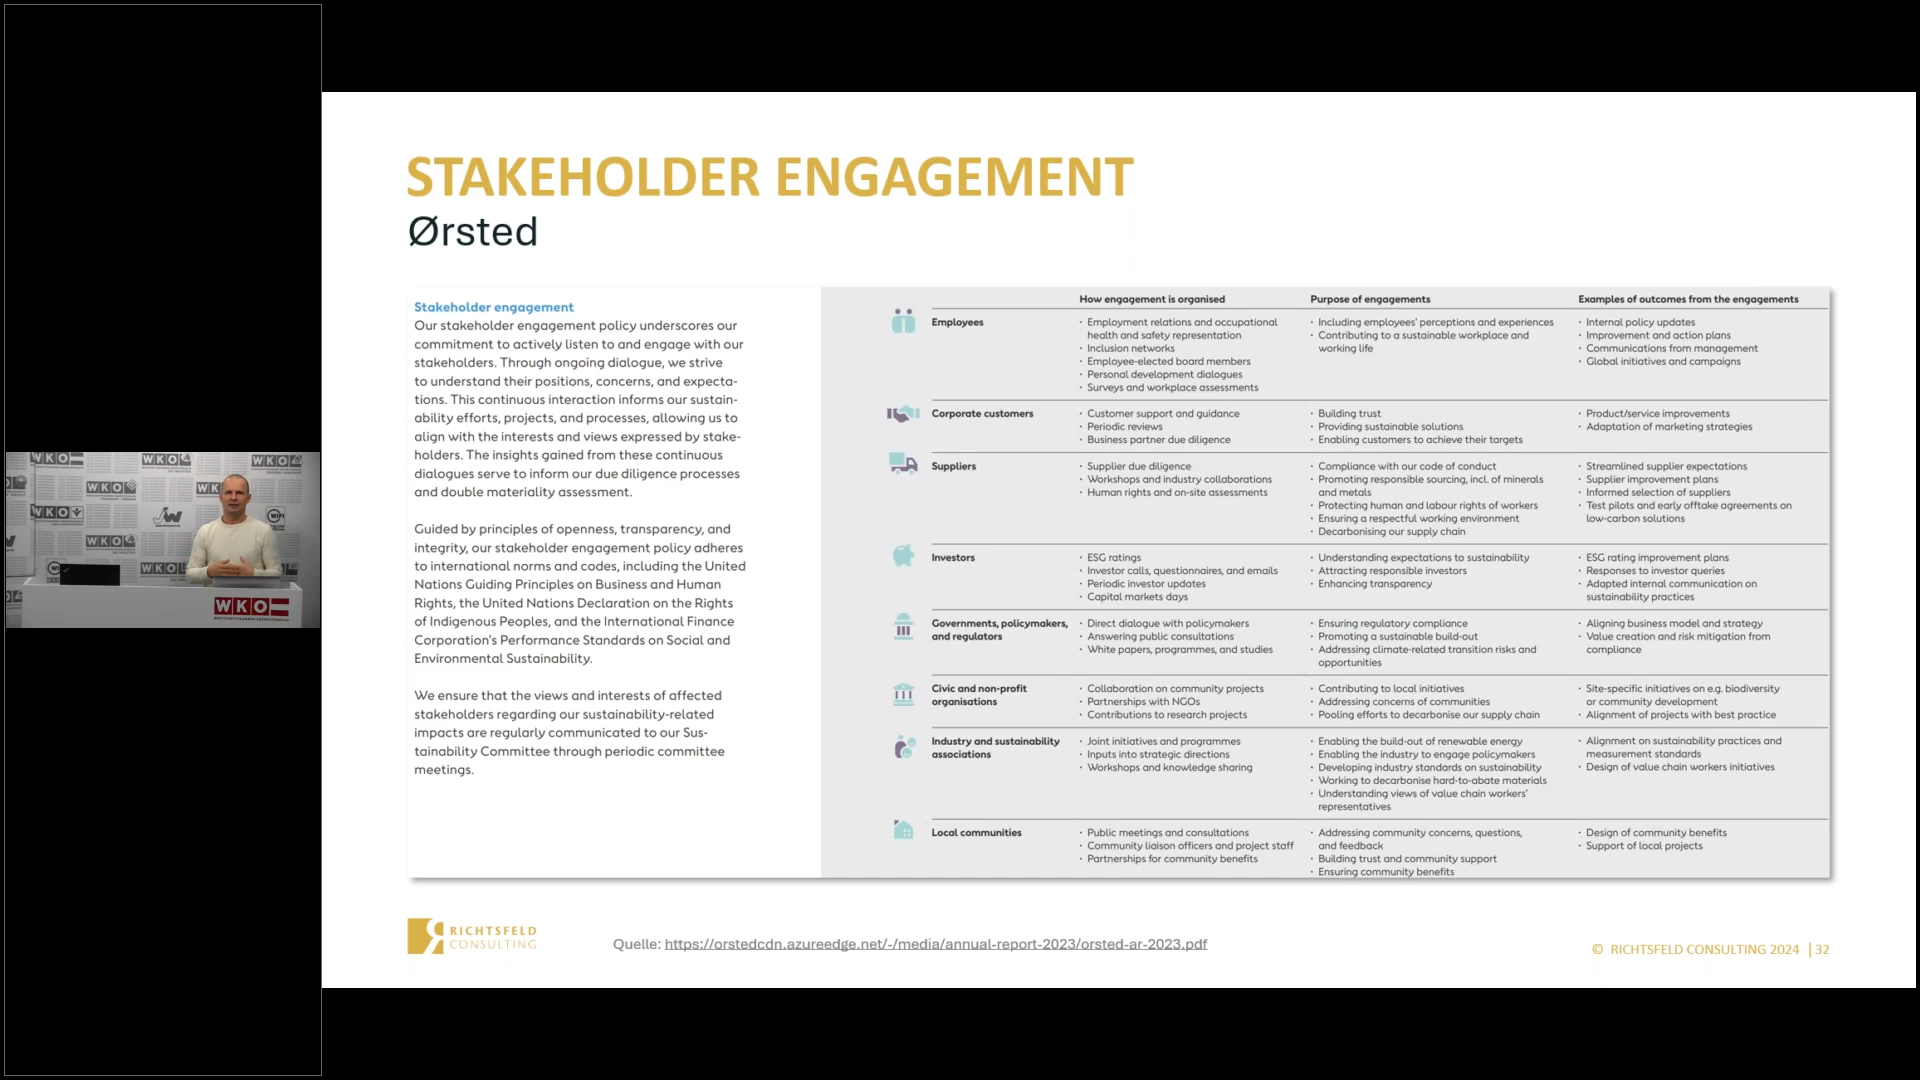 STAKEHOLDER ENGAGEMENT
Ørsted
Stakeholder engagement
Our stakeholder engagement policy underscores our
commitment to actively listen to and engage with our
stakeholders. Through ongoing dialogue, we strive
to understand their positions, concerns, and expecta-
tions. This continuous interaction informs our sustain-
ability efforts, projects, and processes, allowing us to
align with the interests and views expressed by stake-
holders. The insights gained from these continuous
dialogues serve to inform our due diligence processes
and double materiality assessment.
Guided by principles of openness, transparency, and
integrity, our stakeholder engagement policy adheres
to international norms and codes, including the United
Nations Guiding Principles on Business and Human
Rights, the United Nations Declaration on the Rights
of Indigenous Peoples, and the International Finance
Corporation's Performance Standards on Social and
Environmental Sustainability.
We ensure that the views and interests of affected
stakeholders regarding our sustainability-related
impacts are regularly communicated to our Sus-
tainability Committee through periodic committee
meetings.
How engagement is organised
Purpose of engagements
Examples of outcomes from the engagements
Employees
· Employment relations and occupational
health and safety representation
· Inclusion networks
· Employee-elected board members
· Personal development dialogues
· Surveys and workplace assessments
· Including employees' perceptions and experiences
· Contributing to a sustainable workplace and
working life
· Internal policy updates
· Improvement and action plans
· Communications from management
· Global initiatives and campaigns
Corporate customers
· Customer support and guidance
· Periodic reviews
· Business partner due diligence
· Building trust
· Providing sustainable solutions
· Enabling customers to achieve their targets
· Product/service improvements
· Adaptation of marketing strategies
Suppliers
· Supplier due diligence
· Workshops and industry collaborations
· Human rights and on-site assessments
· Compliance with our code of conduct
· Promoting responsible sourcing, incl. of minerals
and metals
· Protecting human and labour rights of workers
· Ensuring a respectful working environment
· Decarbonising our supply chain
· Streamlined supplier expectations
· Supplier improvement plans
· Informed selection of suppliers
· Test pilots and early offtake agreements on
low-carbon solutions
Investors
· ESG ratings
· Investor calls, questionnaires, and emails
· Periodic investor updates
· Capital markets days
· Understanding expectations to sustainability
· Attracting responsible investors
· Enhancing transparency
· ESG rating improvement plans
· Responses to investor queries
· Adapted internal communication on
sustainability practices
Governments, policymakers,
and regulators
· Direct dialogue with policymakers
· Answering public consultations
· White papers, programmes, and studies
· Ensuring regulatory compliance
· Promoting a sustainable build-out
· Addressing climate-related transition risks and
opportunities
· Aligning business model and strategy
· Value creation and risk mitigation from
compliance
Civic and non-profit
organisations
· Collaboration on community projects
· Partnerships with NGOs
· Contributions to research projects
· Contributing to local initiatives
· Addressing concerns of communities
· Pooling efforts to decarbonise our supply chain
· Site-specific initiatives on e.g. biodiversity
or community development
· Alignment of projects with best practice
Industry and sustainability
associations
· Joint initiatives and programmes
· Inputs into strategic directions
· Workshops and knowledge sharing
· Enabling the build-out of renewable energy
· Enabling the industry to engage policymakers
· Developing industry standards on sustainability
· Working to decarbonise hard-to-abate materials
· Understanding views of value chain workers'
representatives
· Alignment on sustainability practices and
measurement standards
· Design of value chain workers initiatives
Local communities
· Public meetings and consultations
· Community liaison officers and project staff
· Partnerships for community benefits
· Addressing community concerns, questions,
and feedback
· Building trust and community support
· Ensuring community benefits
· Design of community benefits
· Support of local projects
RICHTSFELD
CONSULTING
Quelle: https://orstedcdn.azureedge.net/-/media/annual-report-2023/orsted-ar-2023.pdf
© RICHTSFELD CONSULTING 2024 | 32
WKO
WKO
WKO
WKO
WKO
WKO
WKO
WKO
WKO